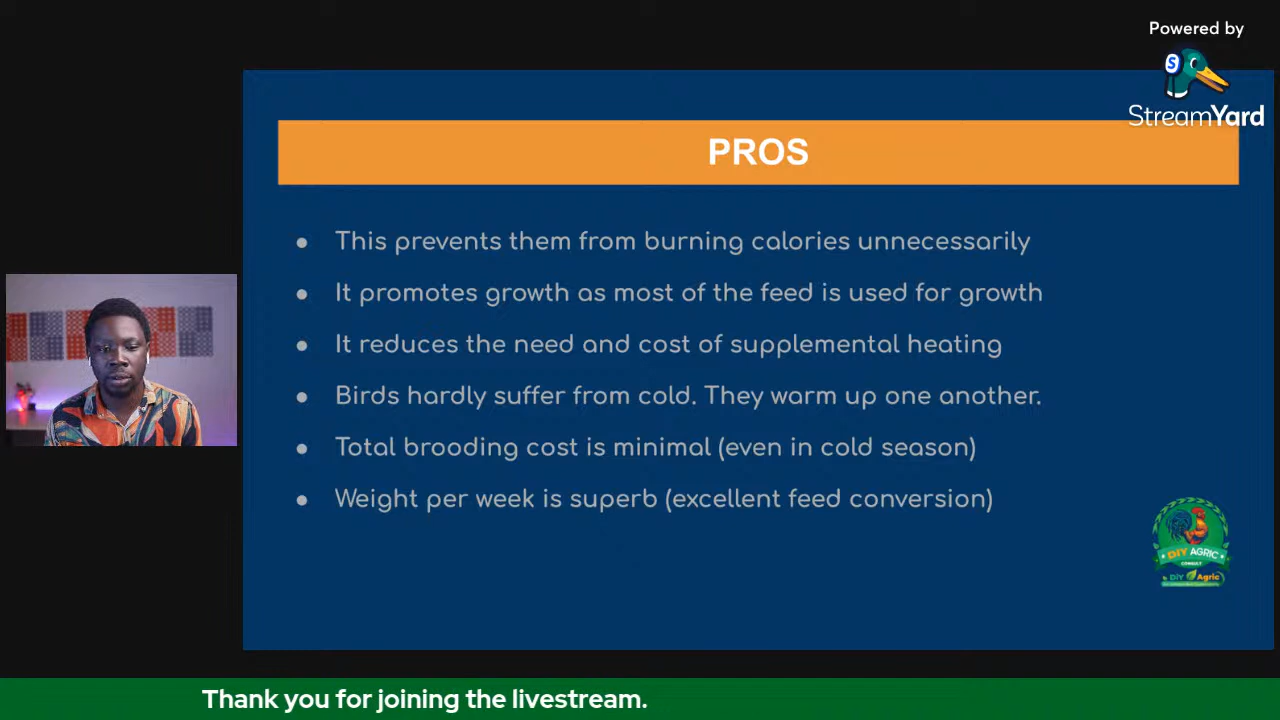 Powered by
StreamYard
PROS
● This prevents them from burning calories unnecessarily
● It promotes growth as most of the feed is used for growth
● It reduces the need and cost of supplemental heating
● Birds hardly suffer from cold. They warm up one another.
● Total brooding cost is minimal (even in cold season)
● Weight per week is superb (excellent feed conversion)
DIY AGRIC
CONSULT
DIY Agric
Thank you for joining the livestream.